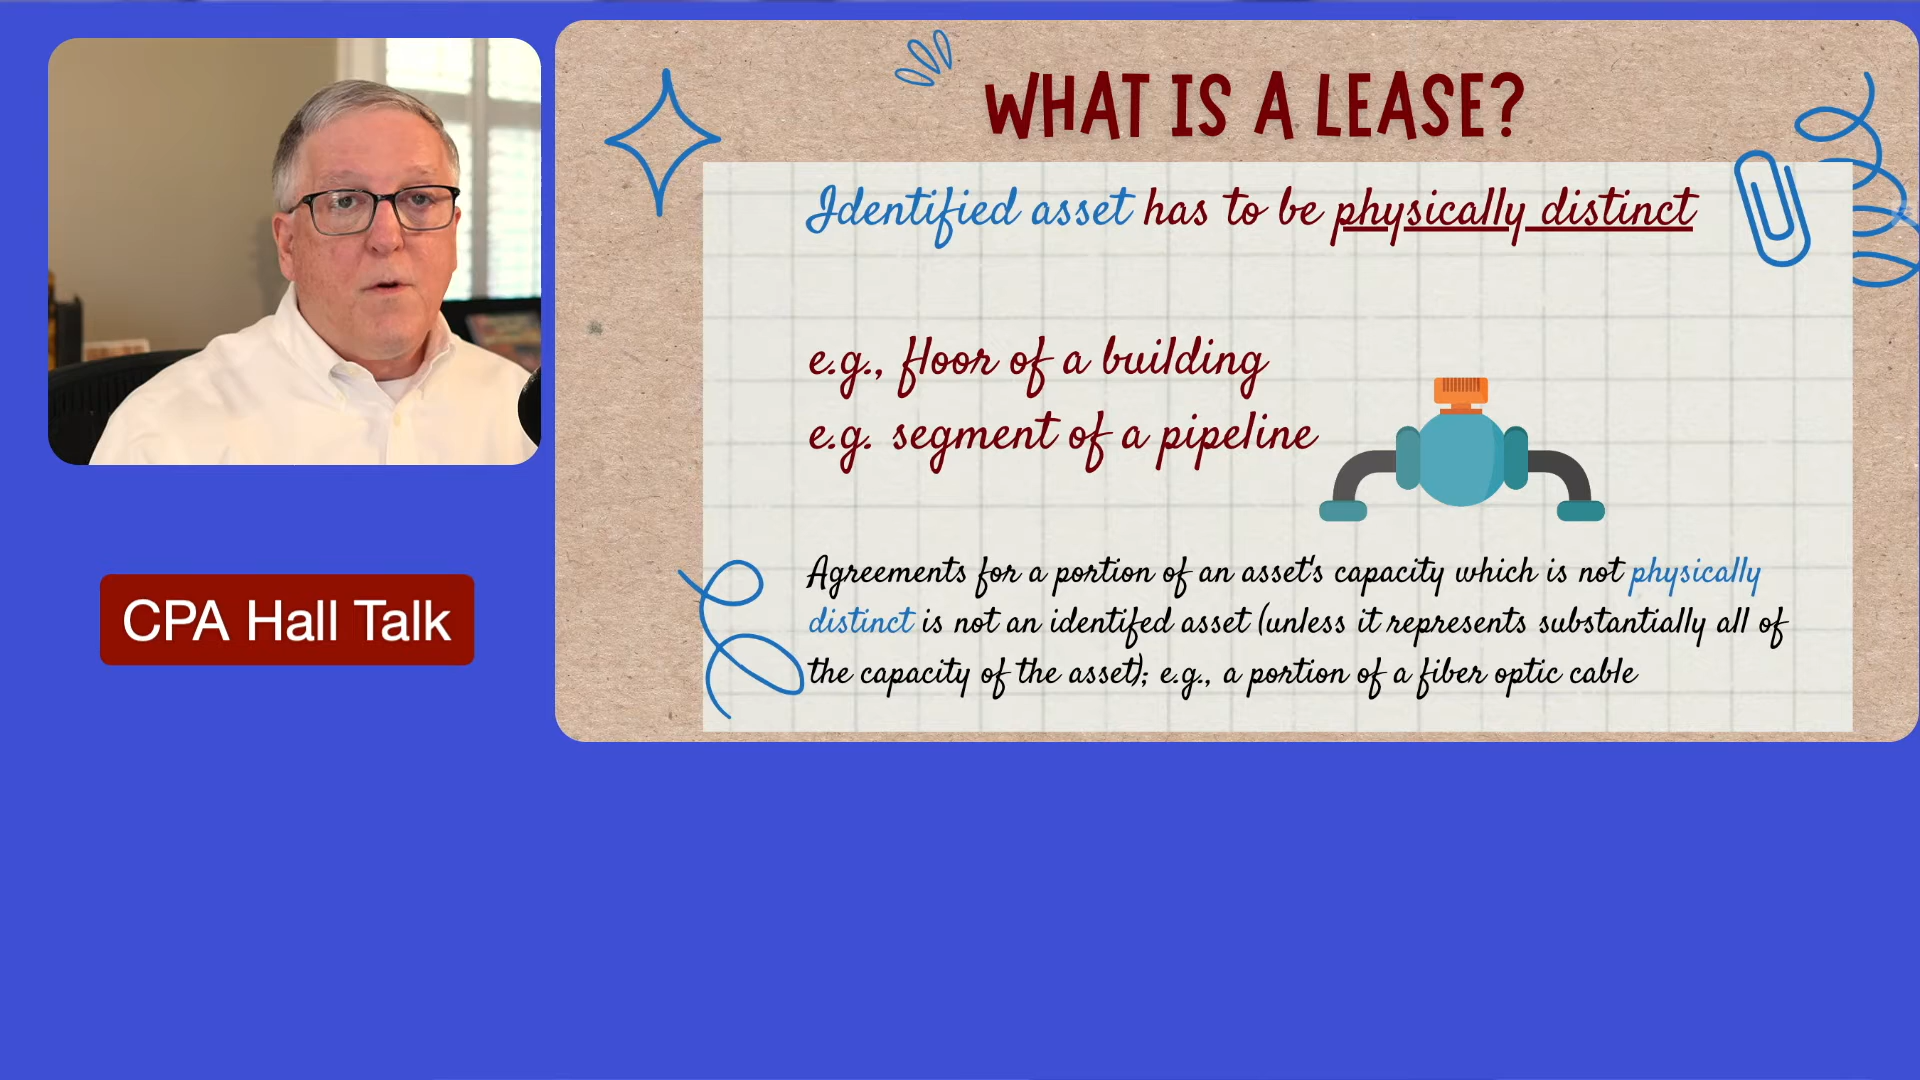 WHAT IS A LEASE?
Identified asset has to be physically distinct
e.g., floor of a building
e.g. segment of a pipeline
Agreements for a portion of an asset's capacity which is not physically
distinct is not an identifed asset (unless it represents substantially all of
the capacity of the asset); e.g., a portion of a fiber optic cable
CPA Hall Talk